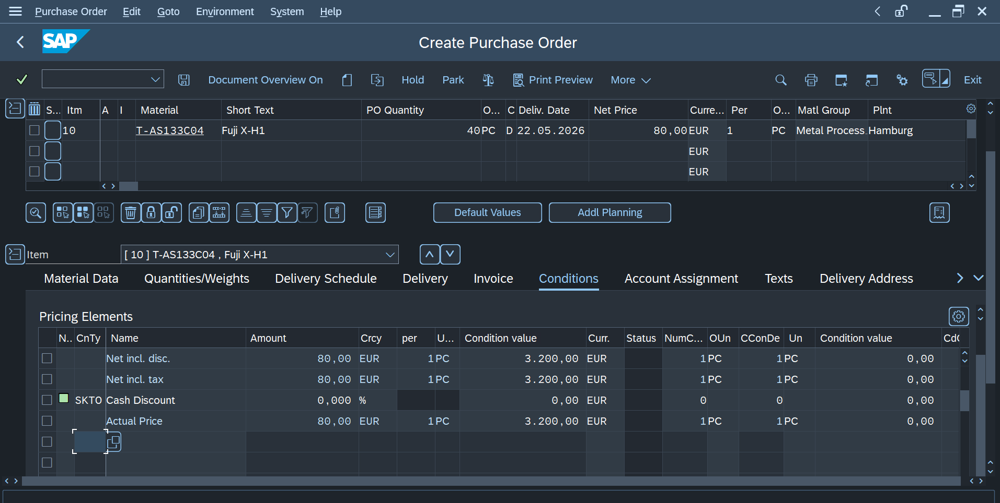 Purchase Order Edit Goto Environment System Help
SAP Create Purchase Order
Document Overview On Hold Park Print Preview More Exit
S... Itm A I Material Short Text PO Quantity O... C Deliv. Date Net Price Curre... Per O... Matl Group Plnt
10 T-AS133C04 Fuji X-H1 40 PC D 22.05.2026 80,00 EUR 1 PC Metal Process.. Hamburg
EUR
EUR
Default Values Addl Planning
Item [ 10 ] T-AS133C04 , Fuji X-H1
Material Data Quantities/Weights Delivery Schedule Delivery Invoice Conditions Account Assignment Texts Delivery Address
Pricing Elements
N.. CnTy Name Amount Crcy per U... Condition value Curr. Status NumC... OUn CConDe Un Condition value CdC
Net incl. disc. 80,00 EUR 1 PC 3.200,00 EUR 1 PC 1 PC 0,00
Net incl. tax 80,00 EUR 1 PC 3.200,00 EUR 1 PC 1 PC 0,00
SKTO Cash Discount 0,000 % 0,00 EUR 0 0 0,00
Actual Price 80,00 EUR 1 PC 3.200,00 EUR 1 PC 1 PC 0,00